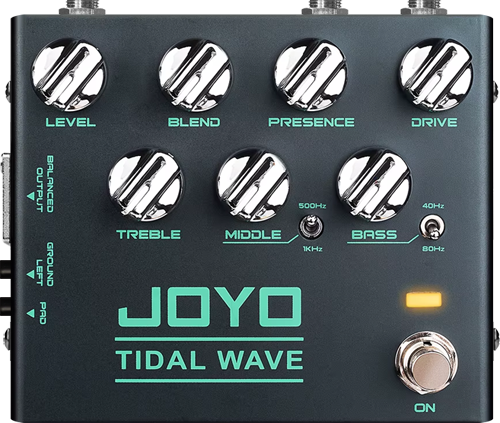 LEVEL
BLEND
PRESENCE
DRIVE
BALANCED
OUTPUT
TREBLE
MIDDLE
500Hz
1KHz
BASS
40Hz
80Hz
GROUND
LEFT
PAD
JOYO
TIDAL WAVE
ON